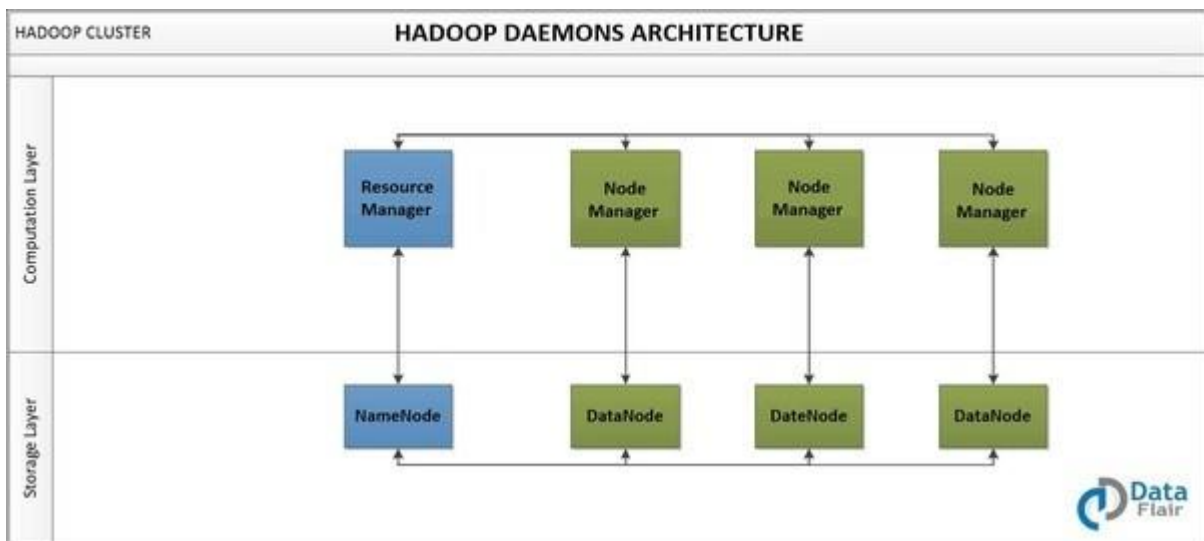 HADOOP CLUSTER
HADOOP DAEMONS ARCHITECTURE
Computation Layer
Resource
Manager
Node
Manager
Node
Manager
Node
Manager
Storage Layer
NameNode
DataNode
DateNode
DataNode
Data
Flair